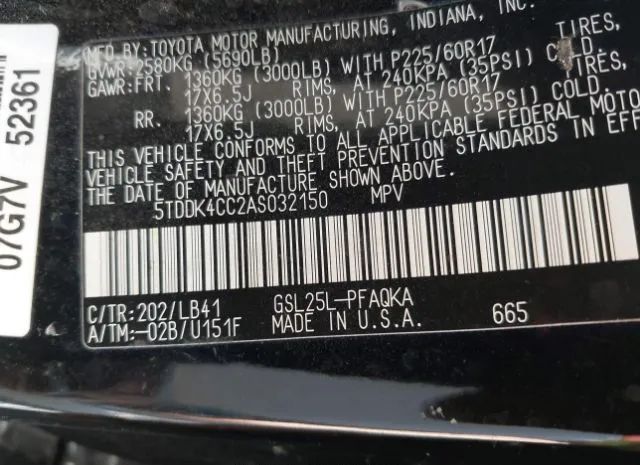 MFD BY:TOYOTA MOTOR MANUFACTURING, INDIANA, INC.
GVWR:2580KG (5690LB)
GAWR:FRT. 1360KG (3000LB) WITH P225/60R17 TIRES,
17X6.5J RIMS, AT 240KPA (35PSI) COLD.
RR. 1360KG (3000LB) WITH P225/60R17 TIRES,
17X6.5J RIMS, AT 240KPA (35PSI) COLD.
THIS VEHICLE CONFORMS TO ALL APPLICABLE FEDERAL MOTO
VEHICLE SAFETY AND THEFT PREVENTION STANDARDS IN EFF
THE DATE OF MANUFACTURE SHOWN ABOVE.
5TDDK4CC2AS032150 MPV
C/TR:202/LB41 GSL25L-PFAQKA
A/TM:-02B/U151F MADE IN U.S.A. 665
07G7V 52361